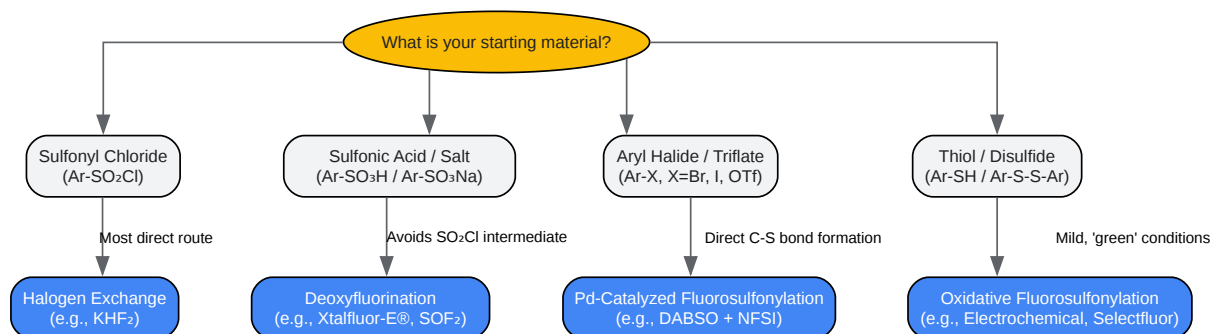 What is your starting material?
Sulfonyl Chloride
(Ar-SO₂Cl)
Sulfonic Acid / Salt
(Ar-SO₃H / Ar-SO₃Na)
Aryl Halide / Triflate
(Ar-X, X=Br, I, OTf)
Thiol / Disulfide
(Ar-SH / Ar-S-S-Ar)
Most direct route
Avoids SO₂Cl intermediate
Direct C-S bond formation
Mild, 'green' conditions
Halogen Exchange
(e.g., KHF₂)
Deoxyfluorination
(e.g., Xtalfluor-E®, SOF₂)
Pd-Catalyzed Fluorosulfonylation
(e.g., DABSO + NFSI)
Oxidative Fluorosulfonylation
(e.g., Electrochemical, Selectfluor)